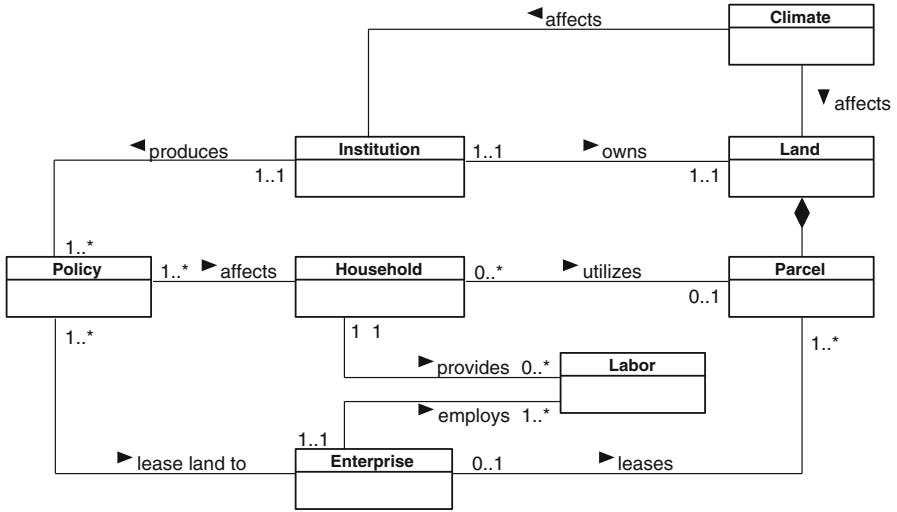 Climate
affects
affects
Institution
Land
produces
1..1
owns
1..1
1..1
1..*
Policy
1..*
affects
Household
0..*
utilizes
0..1
Parcel
1..*
1 1
1..*
provides 0..*
Labor
employs 1..*
1..1
lease land to
Enterprise
0..1
leases